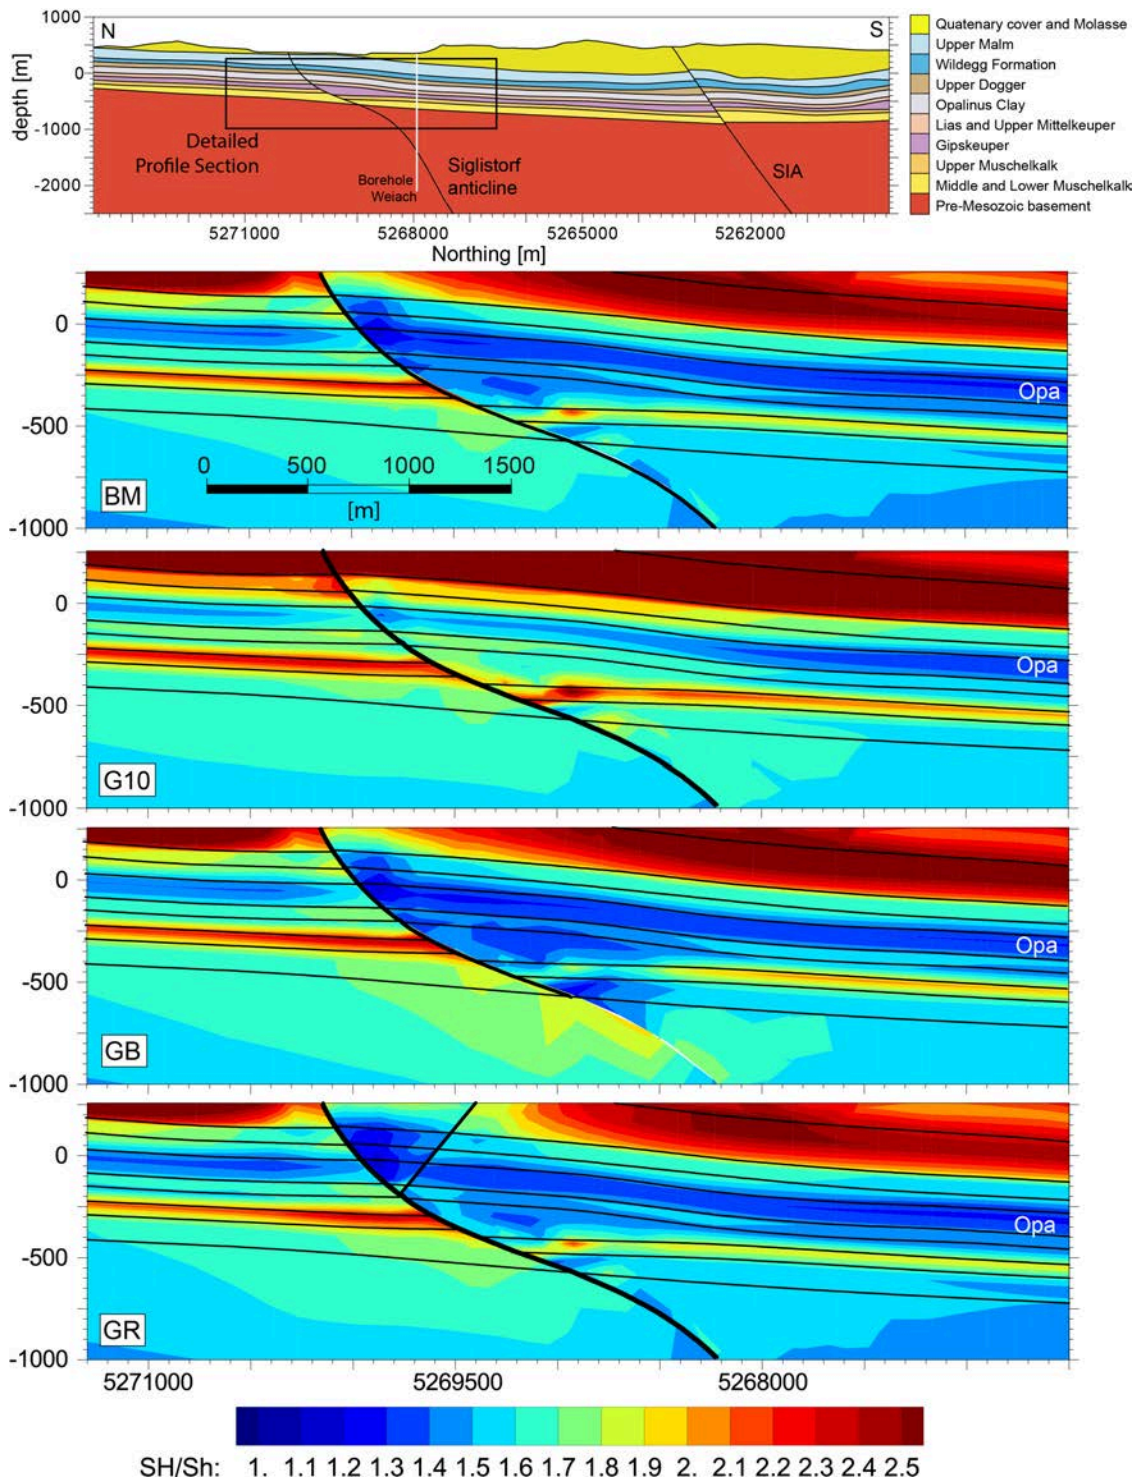 1000
0
-1000
-2000
depth [m]
N
S
Detailed
Profile Section
Borehole
Weiach
Siglistorf
anticline
SIA
5271000 5268000 5265000 5262000
Northing [m]
Quatenary cover and Molasse
Upper Malm
Wildegg Formation
Upper Dogger
Opalinus Clay
Lias and Upper Mittelkeuper
Gipskeuper
Upper Muschelkalk
Middle and Lower Muschelkalk
Pre-Mesozoic basement
0
-500
-1000
Opa
0 500 1000 1500
[m]
BM
0
-500
-1000
Opa
G10
0
-500
-1000
Opa
GB
0
-500
-1000
Opa
GR
5271000 5269500 5268000
SH/Sh: 1. 1.1 1.2 1.3 1.4 1.5 1.6 1.7 1.8 1.9 2. 2.1 2.2 2.3 2.4 2.5